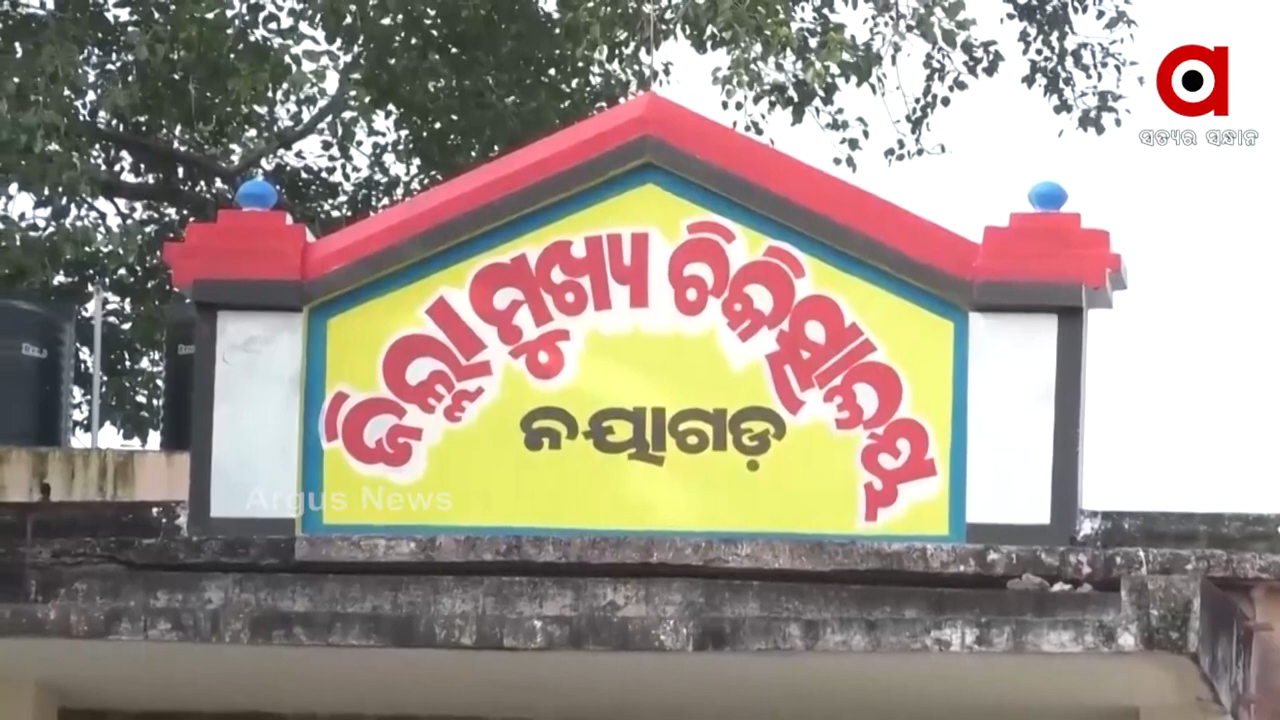 ସତ୍ୟର ସନ୍ଧାନ
ଜିଲ୍ଲା ମୁଖ୍ୟ ଚିକିତ୍ସାଳୟ
ନୟାଗଡ଼
Argus News